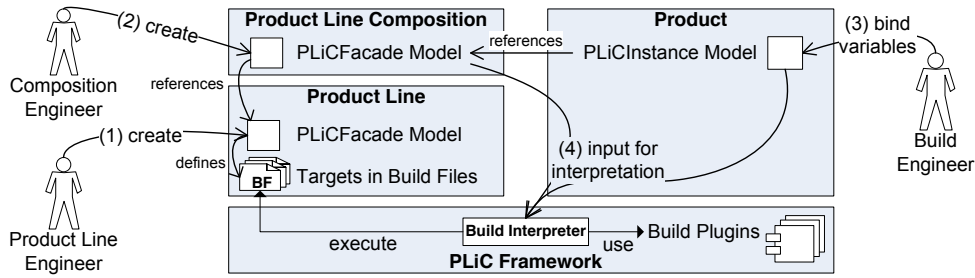 Product Line Composition
Product
(2) create
PLiCFacade Model
references
PLiCInstance Model
(3) bind
variables
Composition
Engineer
references
Product Line
(1) create
PLiCFacade Model
defines
BF
Targets in Build Files
(4) input for
interpretation
Build
Engineer
Product Line
Engineer
execute
Build Interpreter
use
Build Plugins
PLiC Framework